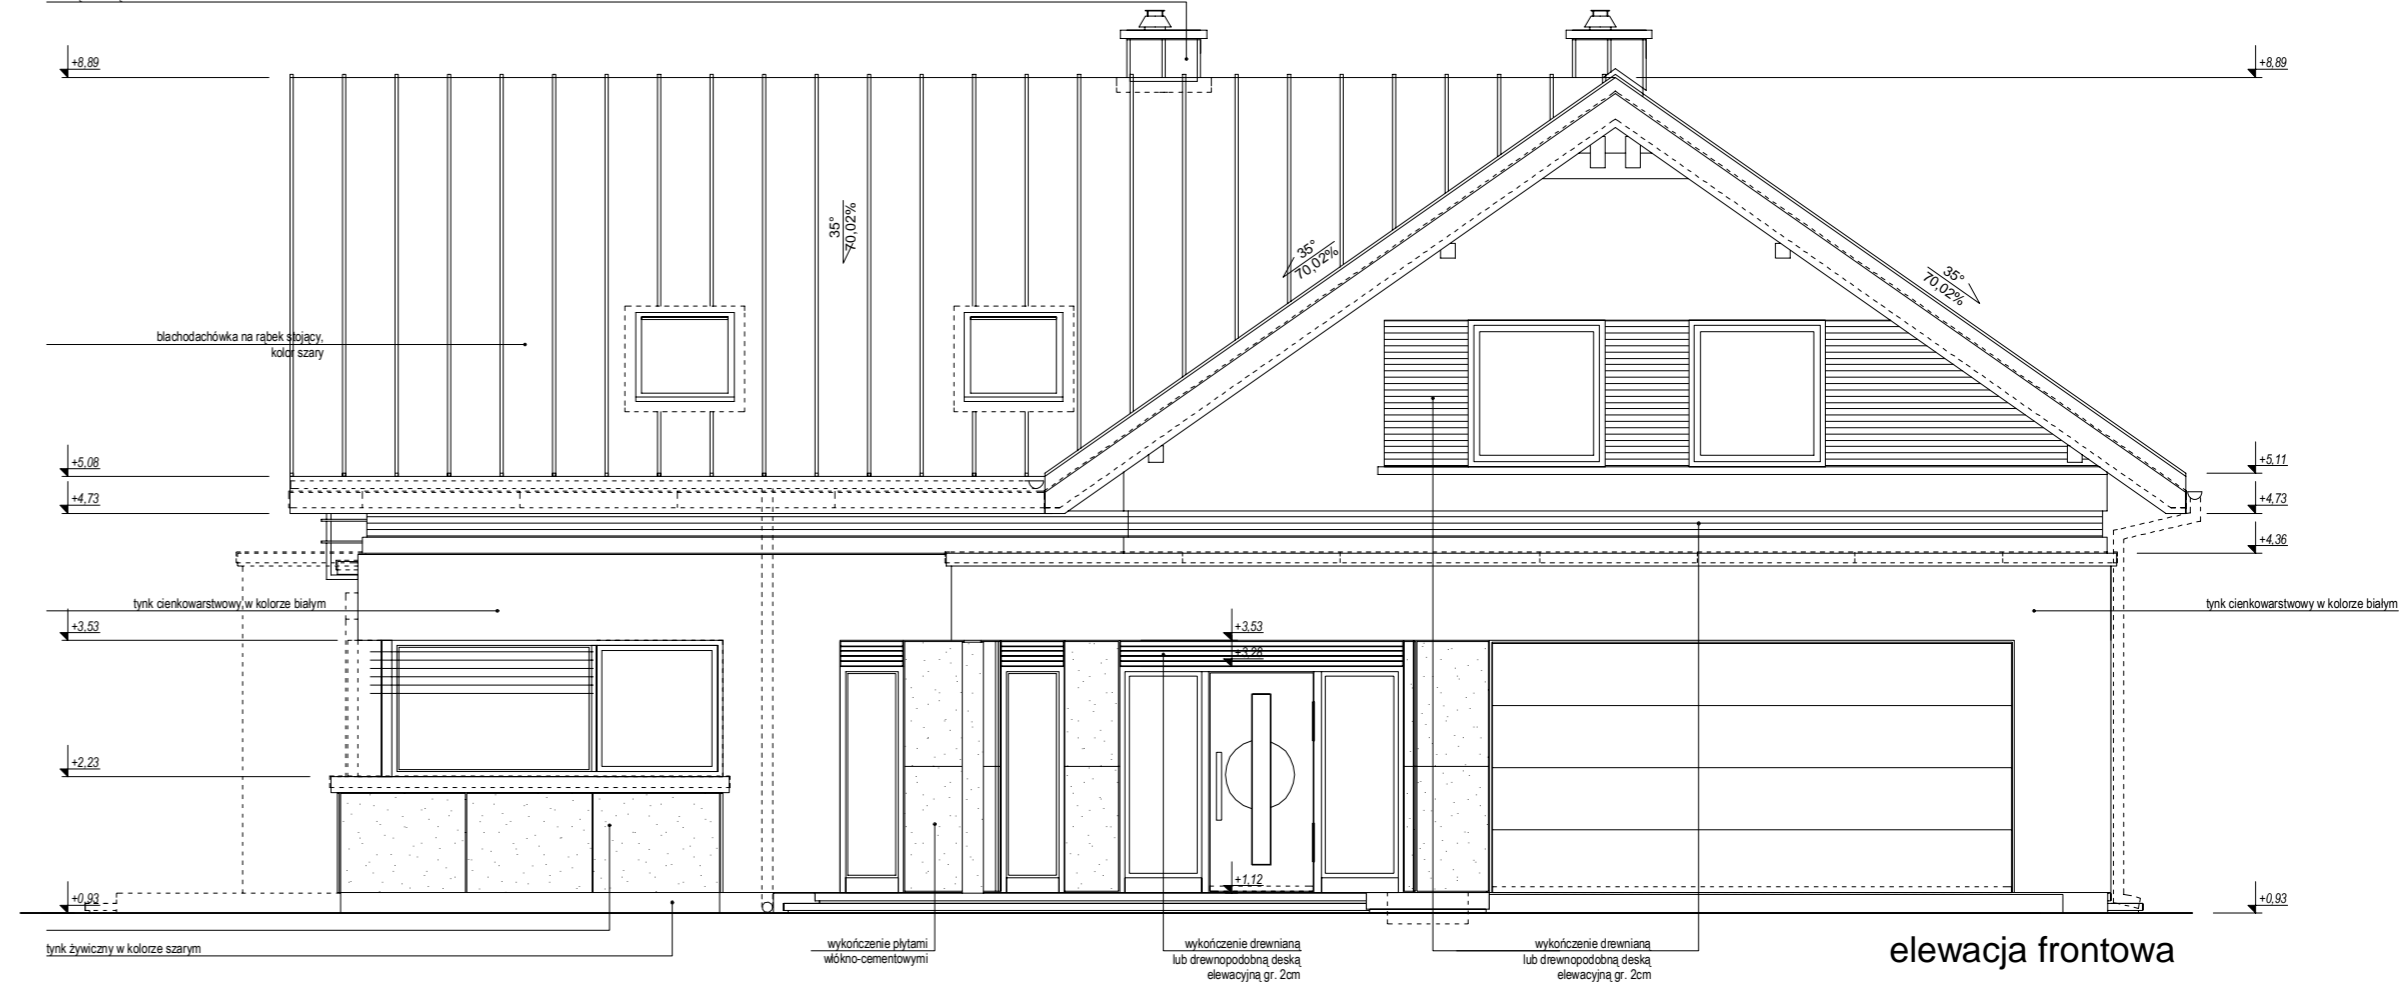 +8,89
+8,89
35°
70,02%
35°
70,02%
35°
70,02%
blachodachówka na rąbek stojący,
kolor szary
+5,08
+5,11
+4,73
+4,73
+4,36
tynk cienkowarstwowy w kolorze białym
tynk cienkowarstwowy w kolorze białym
+3,53
+3,53
+3,28
+2,23
+1,12
+0,93
+0,93
tynk żywiczny w kolorze szarym
wykończenie płytami
włókno-cementowymi
wykończenie drewnianą
lub drewnopodobną deską
elewacyjną gr. 2cm
wykończenie drewnianą
lub drewnopodobną deską
elewacyjną gr. 2cm
elewacja frontowa